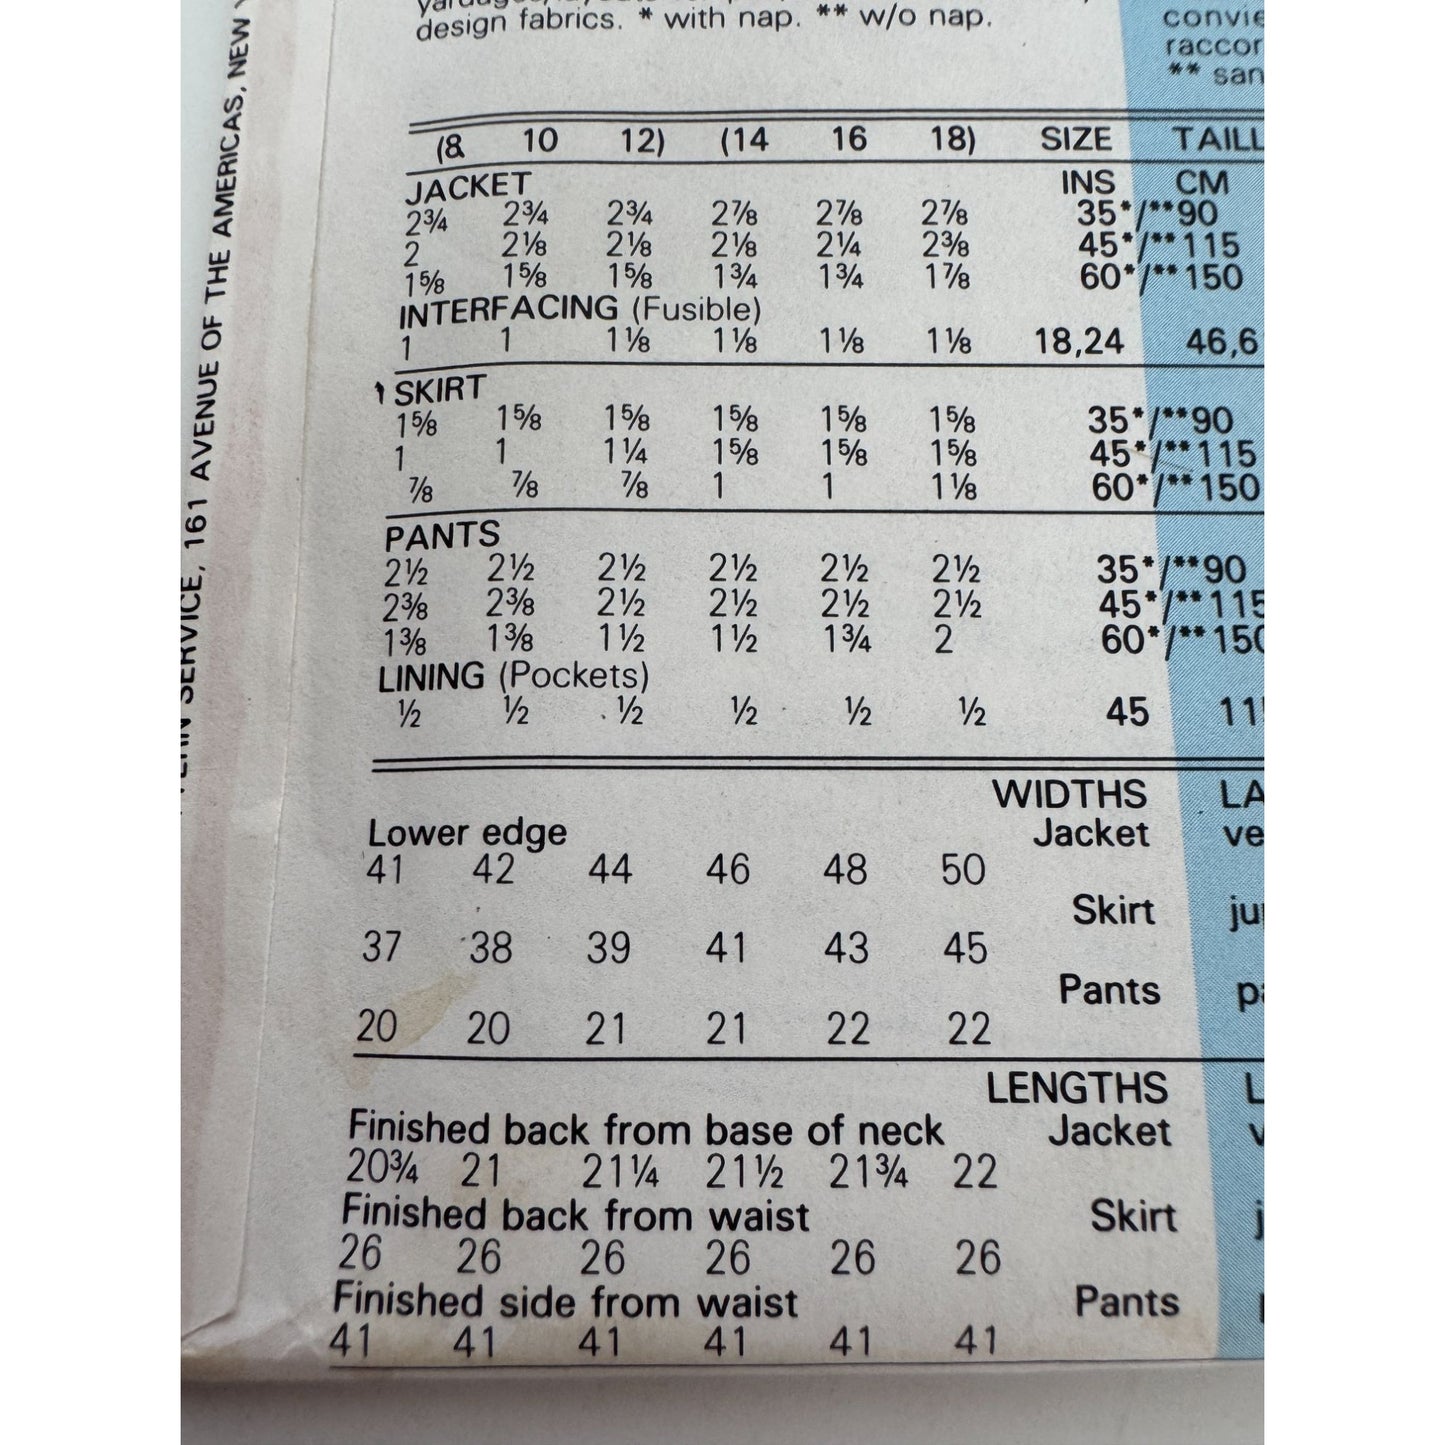 design fabrics. * with nap. ** w/o nap.
(8 10 12) (14 16 18) SIZE
JACKET INS CM
2¾ 2¾ 2¾ 2⅞ 2⅞ 2⅞ 35*/**90
2 2⅛ 2⅛ 2⅛ 2¼ 2⅜ 45*/**115
1⅝ 1⅝ 1⅝ 1¾ 1¾ 1⅞ 60*/**150
INTERFACING (Fusible)
1 1 1⅛ 1⅛ 1⅛ 1⅛ 18,24 46,6
SKIRT
1⅝ 1⅝ 1⅝ 1⅝ 1⅝ 1⅝ 35*/**90
1 1 1¼ 1⅝ 1⅝ 1⅝ 45*/**115
⅞ ⅞ ⅞ 1 1 1⅛ 60*/**150
PANTS
2½ 2½ 2½ 2½ 2½ 2½ 35*/**90
2⅜ 2⅜ 2½ 2½ 2½ 2½ 45*/**115
1⅜ 1⅜ 1½ 1½ 1¾ 2 60*/**150
LINING (Pockets)
½ ½ ½ ½ ½ ½ 45 11
WIDTHS
Lower edge Jacket
41 42 44 46 48 50
Skirt
37 38 39 41 43 45
Pants
20 20 21 21 22 22
LENGTHS
Finished back from base of neck Jacket
20¾ 21 21¼ 21½ 21¾ 22
Finished back from waist Skirt
26 26 26 26 26 26
Finished side from waist Pants
41 41 41 41 41 41
** san
SERVICE, 161 AVENUE OF THE AMERICAS, NEW